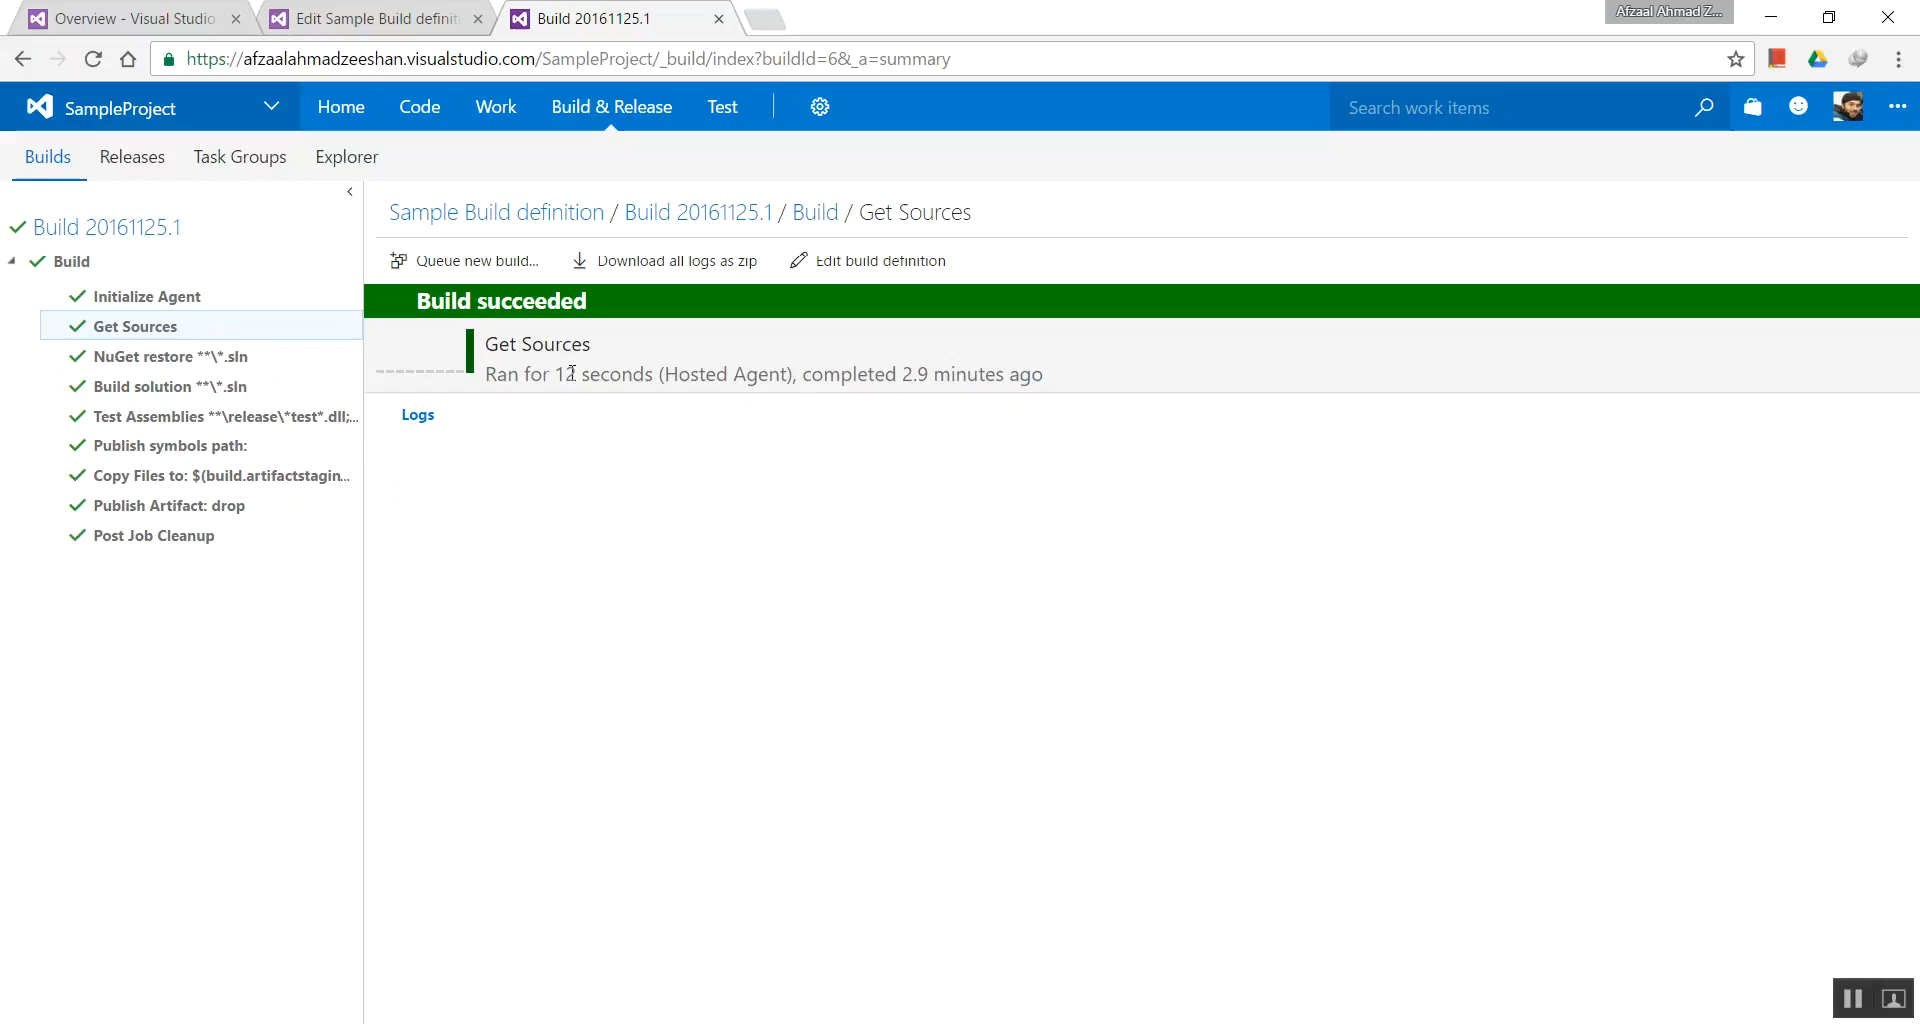 Overview - Visual Studio
Edit Sample Build definiti
Build 20161125.1
Afzaal Ahmad Z...
https://afzaalahmadzeeshan.visualstudio.com/SampleProject/_build/index?buildId=6&_a=summary
SampleProject
Home
Code
Work
Build & Release
Test
Search work items
Builds
Releases
Task Groups
Explorer
Build 20161125.1
Build
Initialize Agent
Get Sources
NuGet restore **\*.sln
Build solution **\*.sln
Test Assemblies **\release\*test*.dll;...
Publish symbols path:
Copy Files to: $(build.artifactstagin...
Publish Artifact: drop
Post Job Cleanup
Sample Build definition / Build 20161125.1 / Build / Get Sources
Queue new build...
Download all logs as zip
Edit build definition
Build succeeded
Get Sources
Ran for seconds (Hosted Agent), completed 2.9 minutes ago
Logs